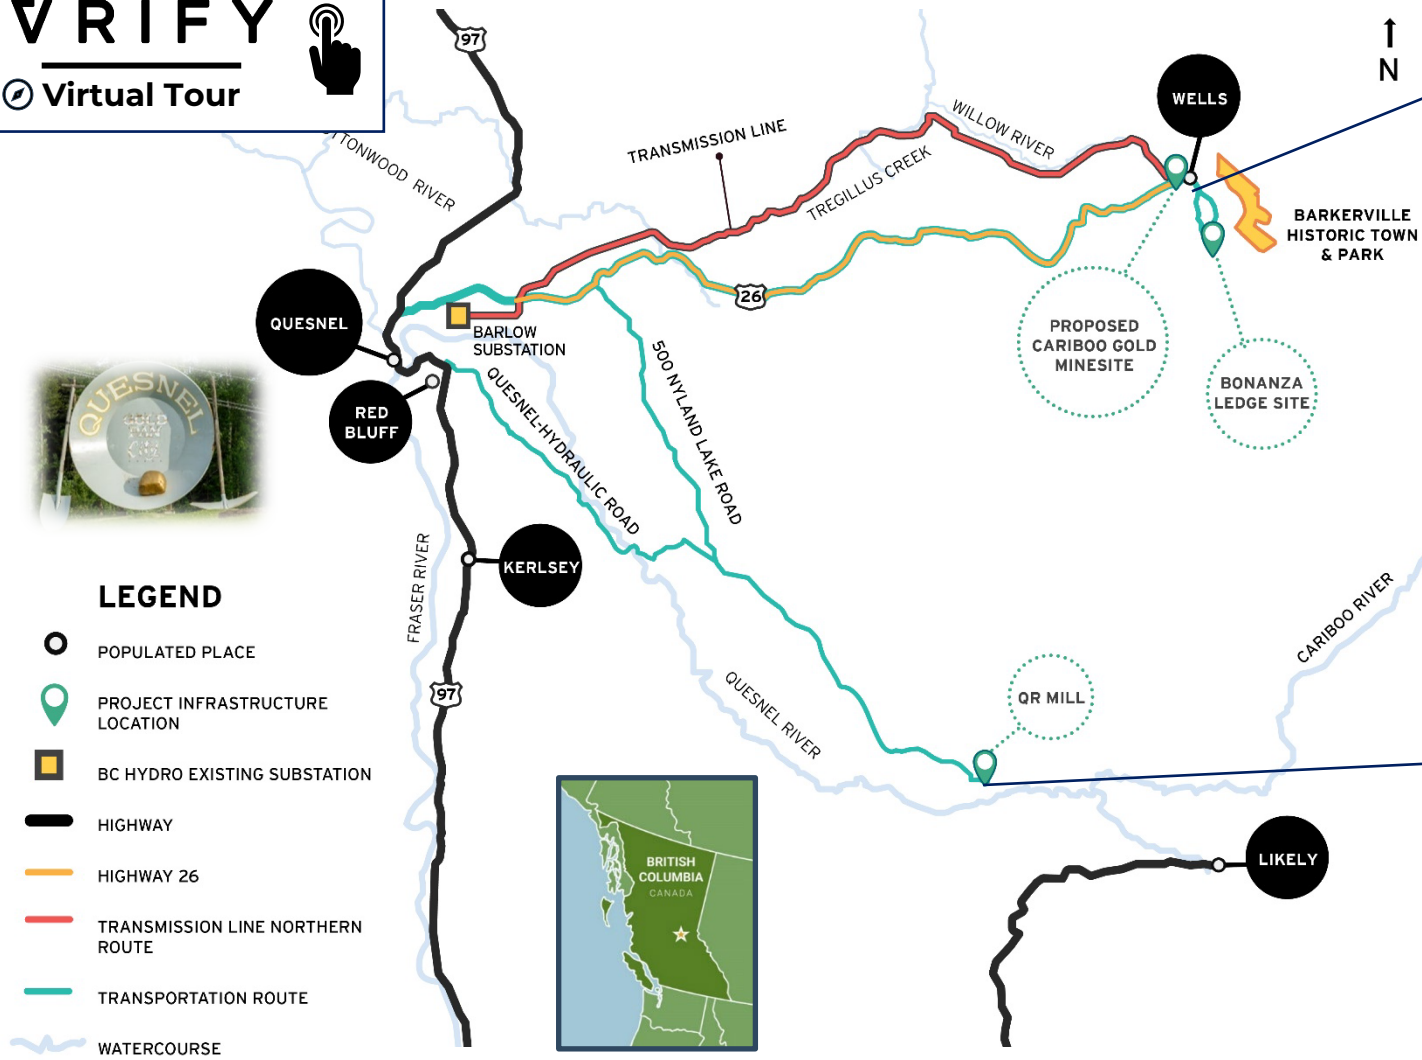 VRIFY
Virtual Tour
97
N
WELLS
WILLOW RIVER
TRANSMISSION LINE
TREGILLUS CREEK
TTONWOOD RIVER
BARKERVILLE
HISTORIC TOWN
& PARK
26
QUESNEL
BARLOW
SUBSTATION
PROPOSED
CARIBOO GOLD
MINESITE
BONANZA
LEDGE SITE
RED
BLUFF
QUESNEL-HYDRAULIC ROAD
500 NYLAND LAKE ROAD
QUESNEL
FRASER RIVER
KERLSEY
CARIBOO RIVER
97
QUESNEL RIVER
QR MILL
LIKELY
LEGEND
POPULATED PLACE
PROJECT INFRASTRUCTURE
LOCATION
BC HYDRO EXISTING SUBSTATION
HIGHWAY
HIGHWAY 26
TRANSMISSION LINE NORTHERN
ROUTE
TRANSPORTATION ROUTE
WATERCOURSE
BRITISH
COLUMBIA
CANADA